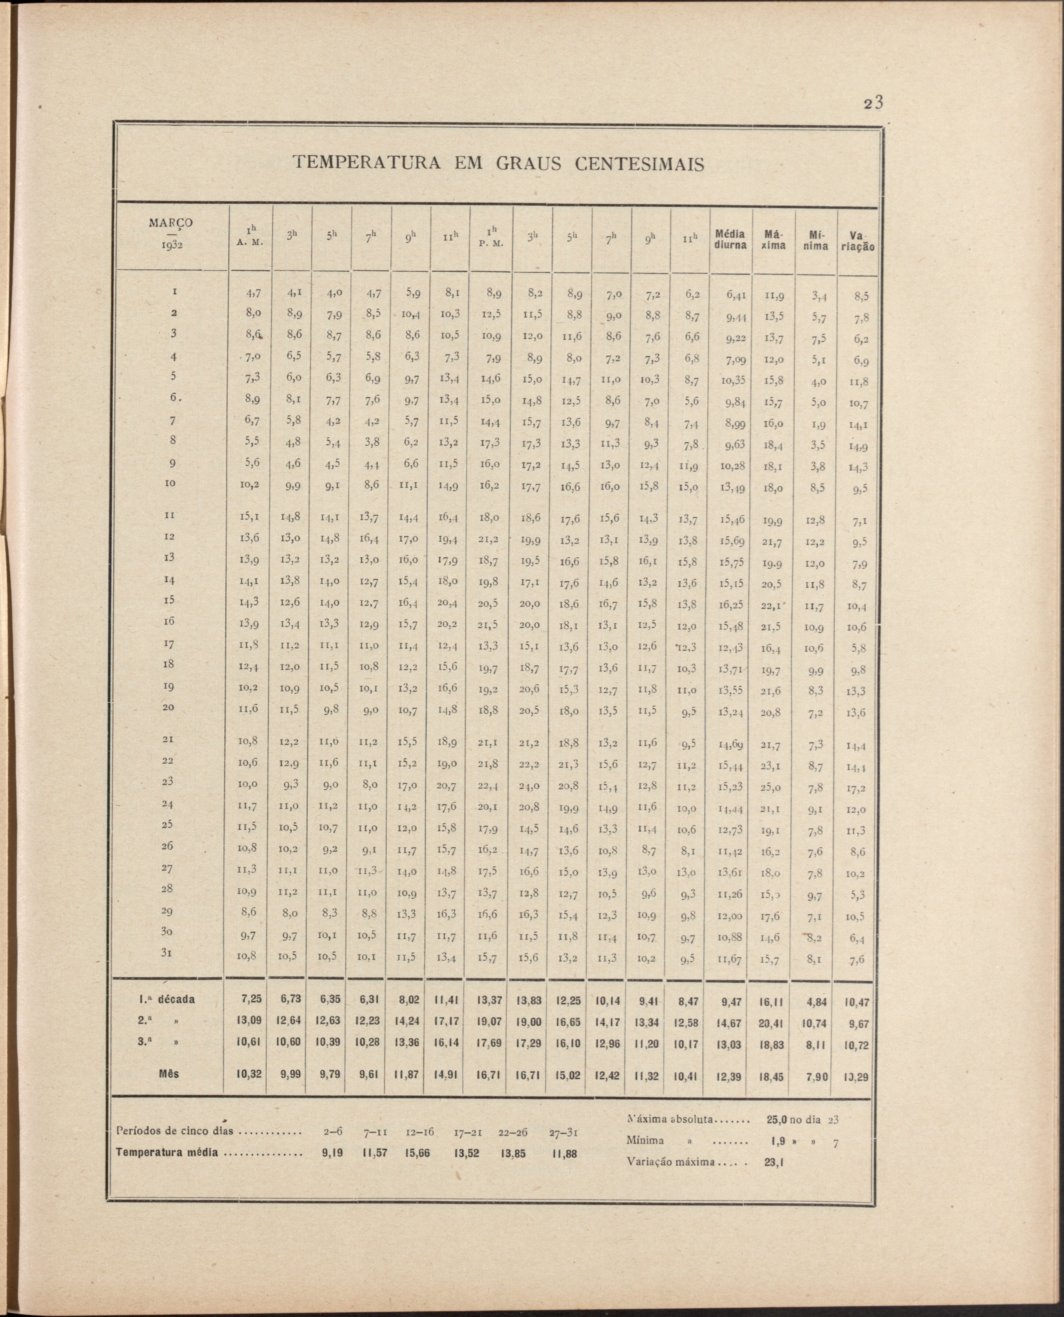 23
TEMPERATURA EM GRAUS CENTESIMAIS
MARÇO — 1932 1h A. M. 3h 5h 7h 9h 11h 1h P. M. 3h 5h 7h 9h 11h Média diurna Máxima Mínima Variação
1 4,7 4,1 4,0 4,7 5,9 8,1 8,9 8,2 8,9 7,0 7,2 6,2 6,41 11,9 3,4 8,5
2 8,0 8,9 7,9 8,5 10,4 10,3 12,5 11,5 8,8 9,0 8,8 8,7 9,44 13,5 5,7 7,8
3 8,6 8,6 8,7 8,6 8,6 10,5 10,9 12,0 11,6 8,6 7,6 6,6 9,22 13,7 7,5 6,2
4 7,0 6,5 5,7 5,8 6,3 7,3 7,9 8,9 8,0 7,2 7,3 6,8 7,09 12,0 5,1 6,9
5 7,3 6,0 6,3 6,9 9,7 13,4 14,6 15,0 14,7 11,0 10,3 8,7 10,35 15,8 4,0 11,8
6 8,9 8,1 7,7 7,6 9,7 13,4 15,0 14,8 12,5 8,6 7,0 5,6 9,84 15,7 5,0 10,7
7 6,7 5,8 4,2 4,2 5,7 11,5 14,4 15,7 13,6 9,7 8,4 7,4 8,99 16,0 1,9 14,1
8 5,5 4,8 5,4 3,8 6,2 13,2 17,3 17,3 13,3 11,3 9,3 7,8 9,63 18,4 3,5 14,9
9 5,6 4,6 4,5 4,4 6,6 11,5 16,0 17,2 14,5 13,0 12,4 11,9 10,28 18,1 3,8 14,3
10 10,2 9,9 9,1 8,6 11,1 14,9 16,2 17,7 16,6 16,0 15,8 15,0 13,49 18,0 8,5 9,5
11 15,1 14,8 14,1 13,7 14,4 16,4 18,0 18,6 17,6 15,6 14,3 13,7 15,46 19,9 12,8 7,1
12 13,6 13,0 14,8 16,4 17,0 19,4 21,2 19,9 13,2 13,1 13,9 13,8 15,69 21,7 12,2 9,5
13 13,9 13,2 13,2 13,0 16,0 17,9 18,7 19,5 16,6 15,8 16,1 15,8 15,75 19,9 12,0 7,9
14 14,1 13,8 14,0 12,7 15,4 18,0 19,8 17,1 17,6 14,6 13,2 13,6 15,15 20,5 11,8 8,7
15 14,3 12,6 14,0 12,7 16,4 20,4 20,5 20,0 18,6 16,7 15,8 13,8 16,25 22,1 11,7 10,4
16 13,9 13,4 13,3 12,9 15,7 20,2 21,5 20,0 18,1 13,1 12,5 12,0 15,48 21,5 10,9 10,6
17 11,8 11,2 11,1 11,0 11,4 12,4 13,3 15,1 13,6 13,0 12,6 12,3 12,43 16,4 10,6 5,8
18 12,4 12,0 11,5 10,8 12,2 15,6 19,7 18,7 17,7 13,6 11,7 10,3 13,71 19,7 9,9 9,8
19 10,2 10,9 10,5 10,1 13,2 16,6 19,2 20,6 15,3 12,7 11,8 11,0 13,55 21,6 8,3 13,3
20 11,6 11,5 9,8 9,0 10,7 14,8 18,8 20,5 18,0 13,5 11,5 9,5 13,24 20,8 7,2 13,6
21 10,8 12,2 11,6 11,2 15,5 18,9 21,1 21,2 18,8 13,2 11,6 9,5 14,69 21,7 7,3 14,4
22 10,6 12,9 11,6 11,1 15,2 19,0 21,8 22,2 21,3 15,6 12,7 11,2 15,44 23,1 8,7 14,4
23 10,0 9,3 9,0 8,0 17,0 20,7 22,4 24,0 20,8 15,4 12,8 11,2 15,23 25,0 7,8 17,2
24 11,7 11,0 11,2 11,0 14,2 17,6 20,1 20,8 19,9 14,9 11,6 10,0 14,44 21,1 9,1 12,0
25 11,5 10,5 10,7 11,0 12,0 15,8 17,9 14,5 14,6 13,3 11,4 10,6 12,73 19,1 7,8 11,3
26 10,8 10,2 9,2 9,1 11,7 15,7 16,2 14,7 13,6 10,8 8,7 8,1 11,42 16,2 7,6 8,6
27 11,3 11,1 11,0 11,3 14,0 14,8 17,5 16,6 15,0 13,9 13,0 13,0 13,61 18,0 7,8 10,2
28 10,9 11,2 11,1 11,0 10,9 13,7 13,7 12,8 12,7 10,5 9,6 9,3 11,26 15,0 9,7 5,3
29 8,6 8,0 8,3 8,8 13,3 16,3 16,6 16,3 15,4 12,3 10,9 9,8 12,00 17,6 7,1 10,5
30 9,7 9,7 10,1 10,5 11,7 11,7 11,6 11,5 11,8 11,4 10,7 9,7 10,88 14,6 8,2 6,4
31 10,8 10,5 10,5 10,1 11,5 13,4 15,7 15,6 13,2 11,3 10,2 9,5 11,67 15,7 8,1 7,6
1.ª década 7,25 6,73 6,35 6,31 8,02 11,41 13,37 13,83 12,25 10,14 9,41 8,47 9,47 16,11 4,84 10,47
2.ª » 13,09 12,64 12,63 12,23 14,24 17,17 19,07 19,00 16,65 14,17 13,34 12,58 14,67 20,41 10,74 9,67
3.ª » 10,61 10,60 10,39 10,28 13,36 16,14 17,69 17,29 16,10 12,96 11,20 10,17 13,03 18,83 8,11 10,72
Mês 10,32 9,99 9,79 9,61 11,87 14,91 16,71 16,71 15,02 12,42 11,32 10,41 12,39 18,45 7,90 10,29
Períodos de cinco dias ............ 2–6 7–11 12–16 17–21 22–26 27–31
Temperatura média ............... 9,19 11,57 15,66 13,52 13,85 11,88
Máxima absoluta....... 25,0 no dia 23
Mínima » ....... 1,9 » » 7
Variação máxima..... 23,1